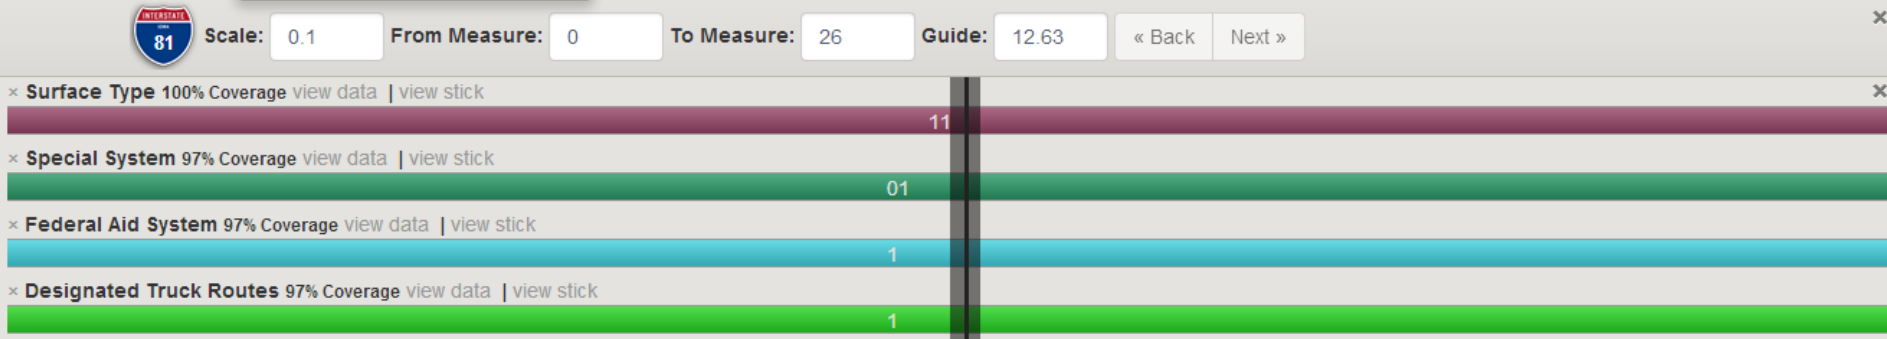 INTERSTATE
IOWA
81
Scale: 0.1 From Measure: 0 To Measure: 26 Guide: 12.63 « Back Next » ×
× Surface Type 100% Coverage view data | view stick ×
11
× Special System 97% Coverage view data | view stick
01
× Federal Aid System 97% Coverage view data | view stick
1
× Designated Truck Routes 97% Coverage view data | view stick
1